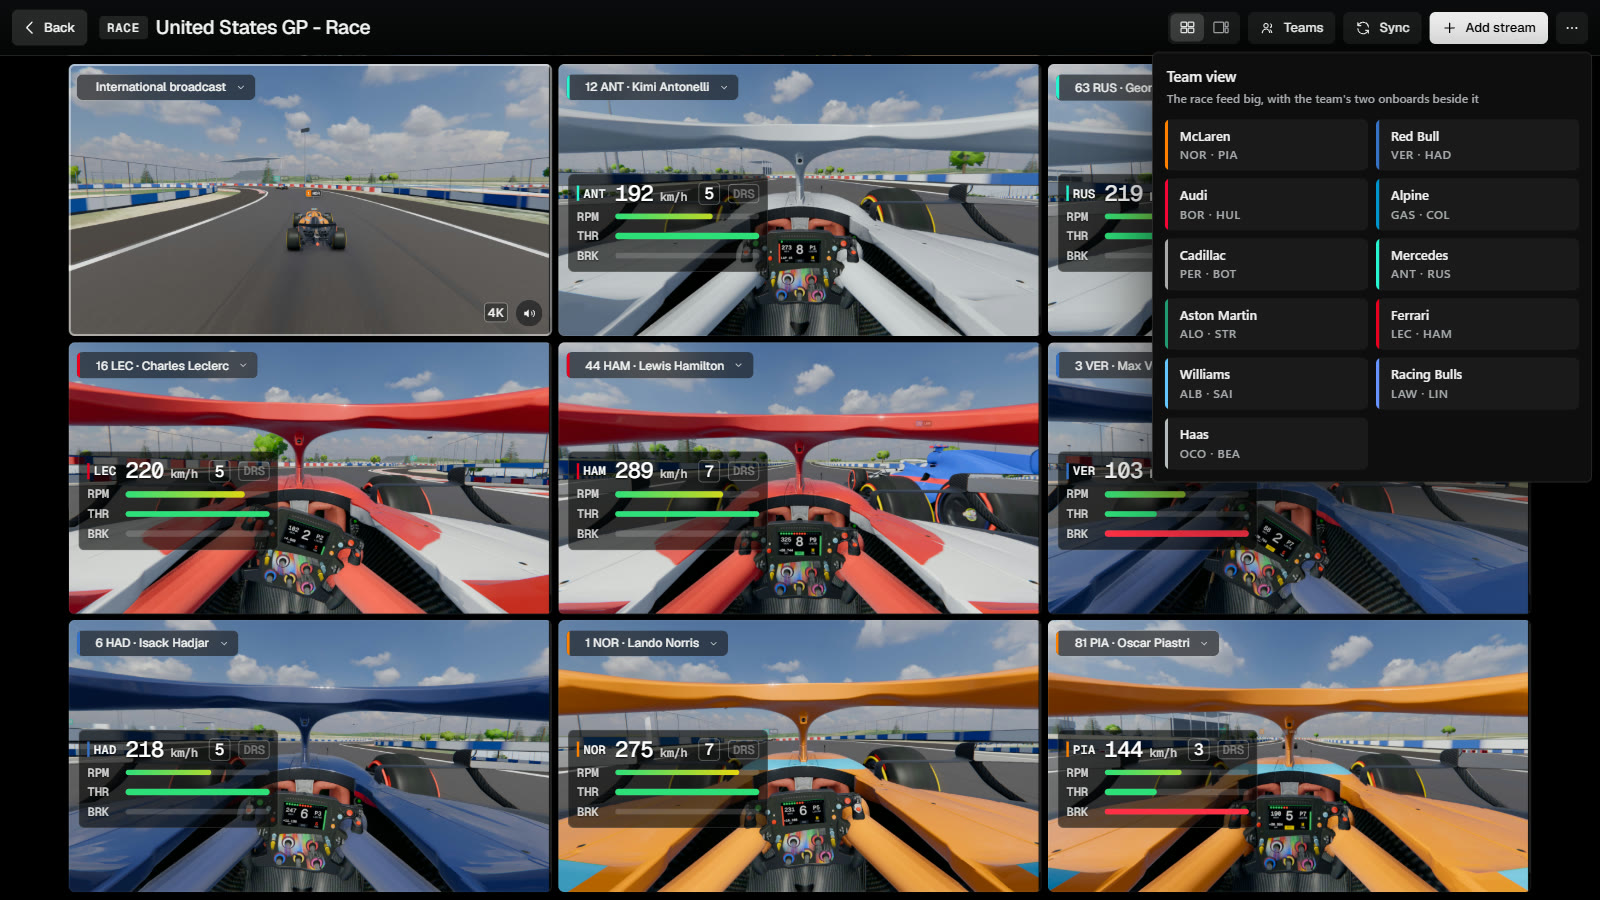 Back
RACE
United States GP - Race
Teams
Sync
Add stream
International broadcast
4K
12 ANT · Kimi Antonelli
ANT 192 km/h 5 DRS
RPM
THR
BRK
63 RUS · Geor
RUS 219
RPM
THR
BRK
Team view
The race feed big, with the team's two onboards beside it
McLaren
NOR · PIA
Red Bull
VER · HAD
Audi
BOR · HUL
Alpine
GAS · COL
Cadillac
PER · BOT
Mercedes
ANT · RUS
Aston Martin
ALO · STR
Ferrari
LEC · HAM
Williams
ALB · SAI
Racing Bulls
LAW · LIN
Haas
OCO · BEA
16 LEC · Charles Leclerc
LEC 220 km/h 5 DRS
RPM
THR
BRK
44 HAM · Lewis Hamilton
HAM 289 km/h 7 DRS
RPM
THR
BRK
3 VER · Max V
VER 103
RPM
THR
BRK
6 HAD · Isack Hadjar
HAD 218 km/h 5 DRS
RPM
THR
BRK
1 NOR · Lando Norris
NOR 275 km/h 7 DRS
RPM
THR
BRK
81 PIA · Oscar Piastri
PIA 144 km/h 3 DRS
RPM
THR
BRK